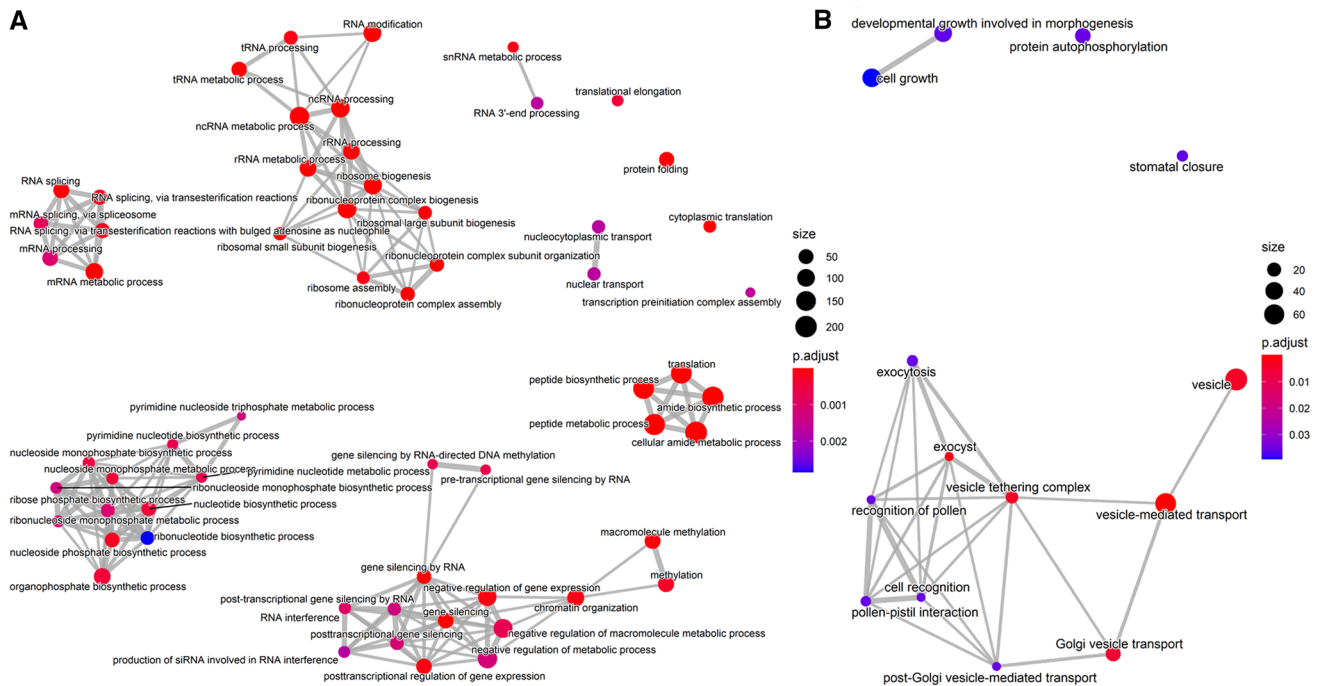 A
RNA modification
tRNA processing
snRNA metabolic process
tRNA metabolic process
translational elongation
ncRNA processing
RNA 3'-end processing
ncRNA metabolic process
rRNA processing
rRNA metabolic process
protein folding
ribosome biogenesis
RNA splicing
RNA splicing, via transesterification reactions
ribonucleoprotein complex biogenesis
mRNA splicing, via spliceosome
cytoplasmic translation
ribosomal large subunit biogenesis
RNA splicing, via transesterification reactions with bulged adenosine as nucleophile
nucleocytoplasmic transport
mRNA processing
ribosomal small subunit biogenesis
ribonucleoprotein complex subunit organization
mRNA metabolic process
nuclear transport
ribosome assembly
ribonucleoprotein complex assembly
transcription preinitiation complex assembly
size
50
100
150
200
p.adjust
0.001
0.002
translation
peptide biosynthetic process
amide biosynthetic process
peptide metabolic process
cellular amide metabolic process
pyrimidine nucleoside triphosphate metabolic process
pyrimidine nucleotide biosynthetic process
nucleoside monophosphate biosynthetic process
nucleoside monophosphate metabolic process
pyrimidine nucleotide metabolic process
ribonucleoside monophosphate biosynthetic process
ribose phosphate biosynthetic process
nucleotide biosynthetic process
ribonucleoside monophosphate metabolic process
ribonucleotide biosynthetic process
nucleoside phosphate biosynthetic process
organophosphate biosynthetic process
gene silencing by RNA-directed DNA methylation
pre-transcriptional gene silencing by RNA
macromolecule methylation
gene silencing by RNA
methylation
negative regulation of gene expression
post-transcriptional gene silencing by RNA
chromatin organization
RNA interference
gene silencing
posttranscriptional gene silencing
negative regulation of macromolecule metabolic process
negative regulation of metabolic process
production of siRNA involved in RNA interference
posttranscriptional regulation of gene expression
B
developmental growth involved in morphogenesis
protein autophosphorylation
cell growth
stomatal closure
size
20
40
60
p.adjust
0.01
0.02
0.03
exocytosis
vesicle
exocyst
vesicle tethering complex
recognition of pollen
vesicle-mediated transport
cell recognition
pollen-pistil interaction
Golgi vesicle transport
post-Golgi vesicle-mediated transport